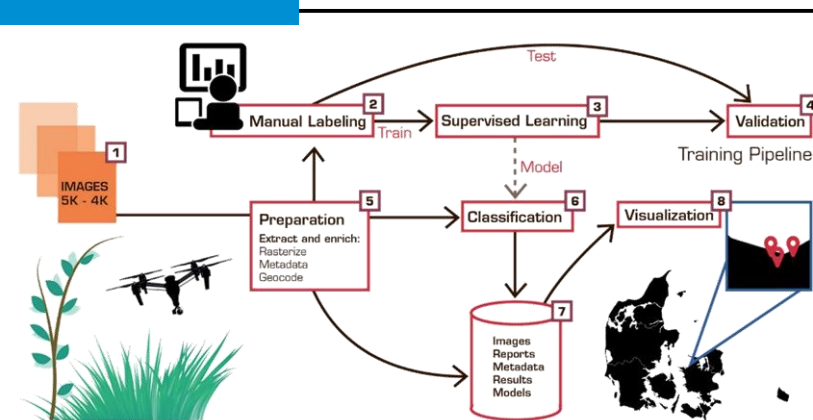 Test
2
3
4
Manual Labeling
Train
Supervised Learning
Validation
Training Pipeline
1
IMAGES
5K - 4K
Model
5
6
8
Preparation
Extract and enrich:
Rasterize
Metadata
Geocode
Classification
Visualization
7
Images
Reports
Metadata
Results
Models